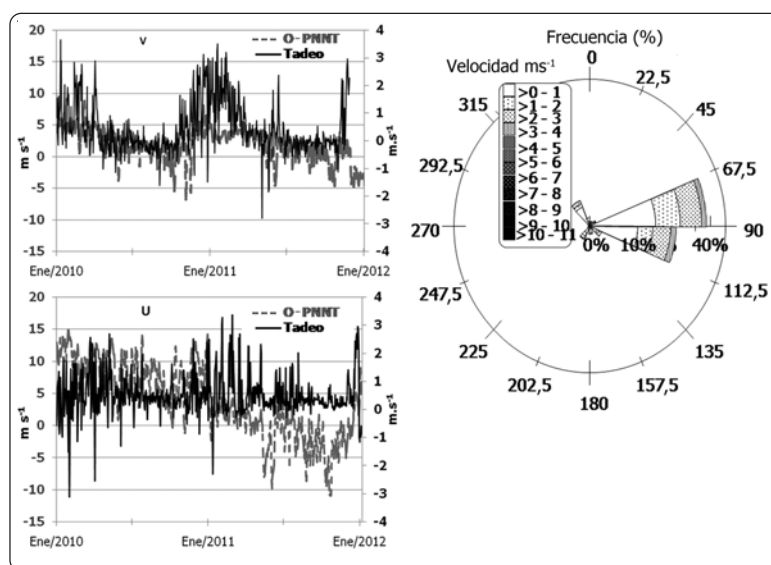 V
O-PNNT
Tadeo
20
15
10
5
0
-5
-10
-15
m s⁻¹
4
3
2
1
0
-1
-2
-3
-4
m.s⁻¹
Ene/2010
Ene/2011
Ene/2012
U
O-PNNT
Tadeo
20
15
10
5
0
-5
-10
-15
m s⁻¹
4
3
2
1
0
-1
-2
-3
-4
m.s⁻¹
Ene/2010
Ene/2011
Ene/2012
Frecuencia (%)
Velocidad ms⁻¹
>0 - 1
>1 - 2
>2 - 3
>3 - 4
>4 - 5
>5 - 6
>6 - 7
>7 - 8
>8 - 9
>9 - 10
>10 - 11
0
22,5
45
67,5
90
112,5
135
157,5
180
202,5
225
247,5
270
292,5
315
0%
10%
40%